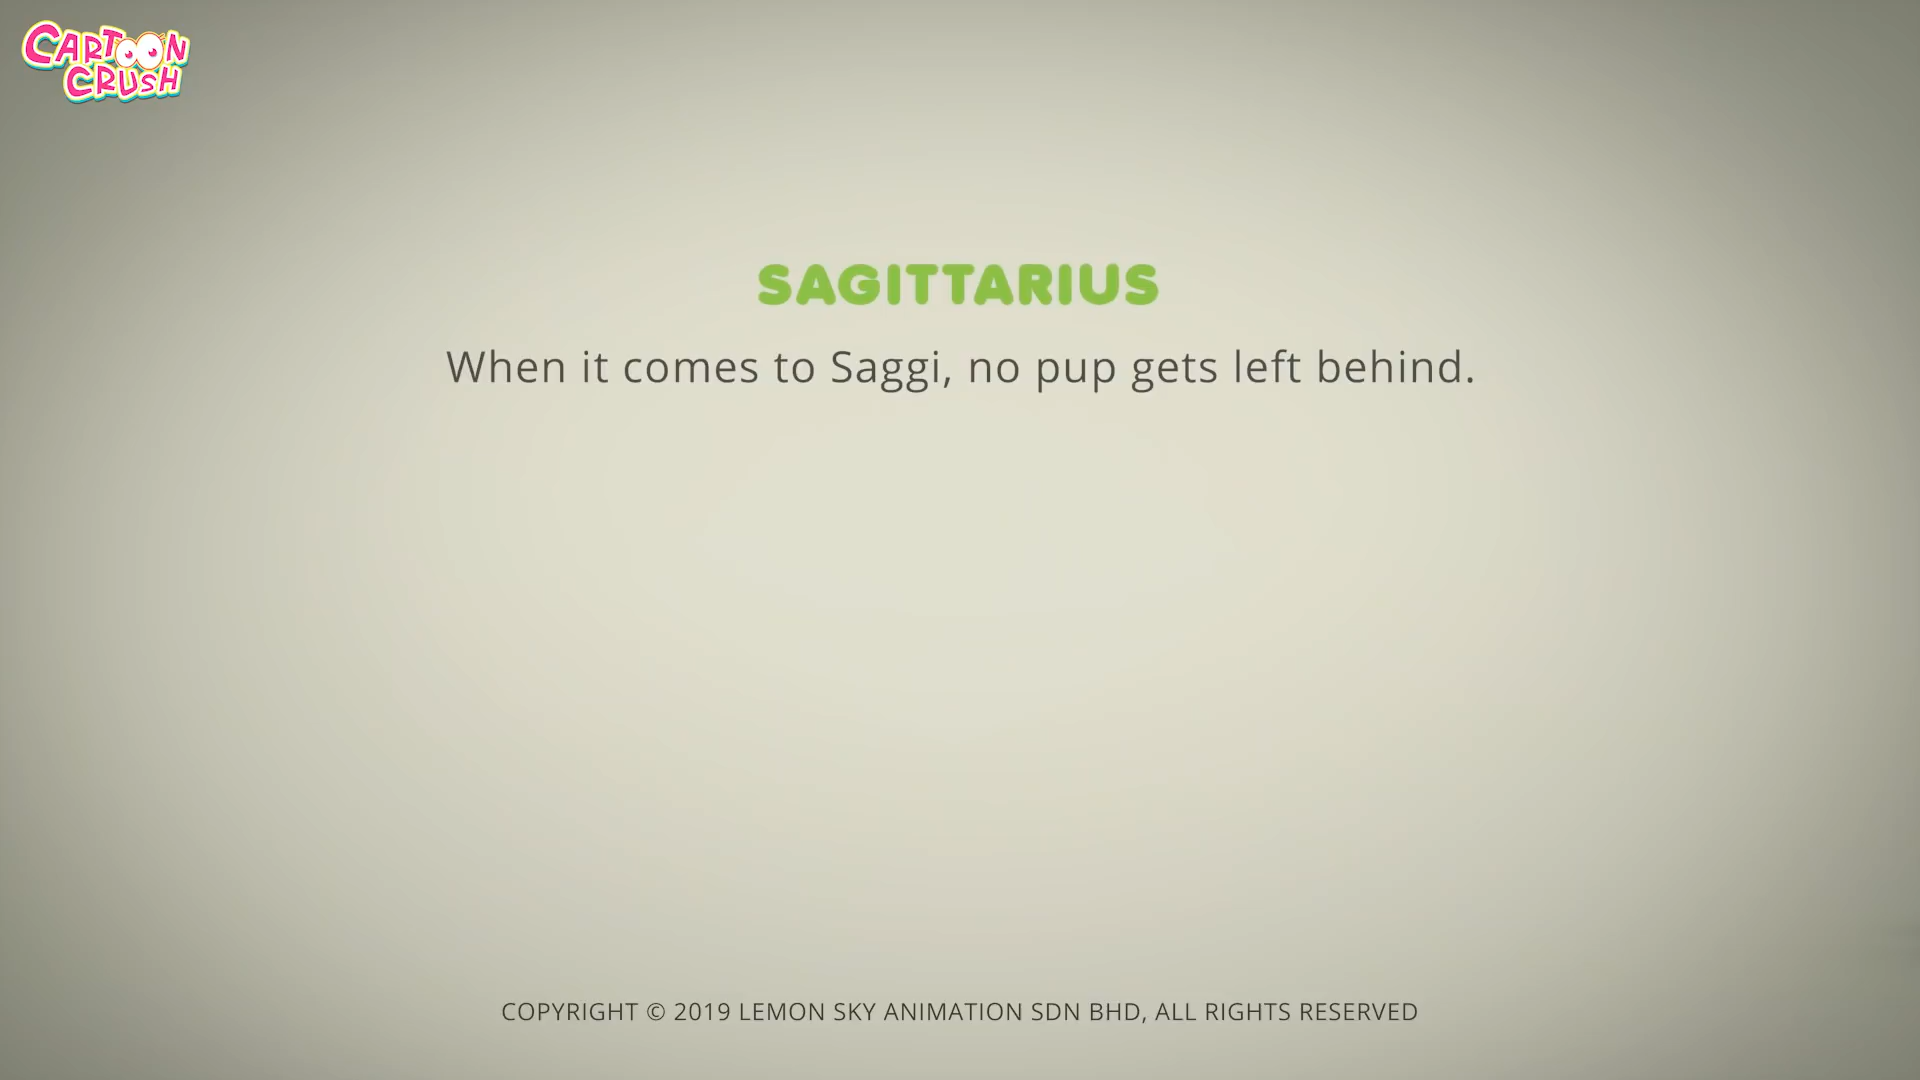 CARTOON
CRUSH
SAGITTARIUS
When it comes to Saggi, no pup gets left behind.
COPYRIGHT © 2019 LEMON SKY ANIMATION SDN BHD, ALL RIGHTS RESERVED